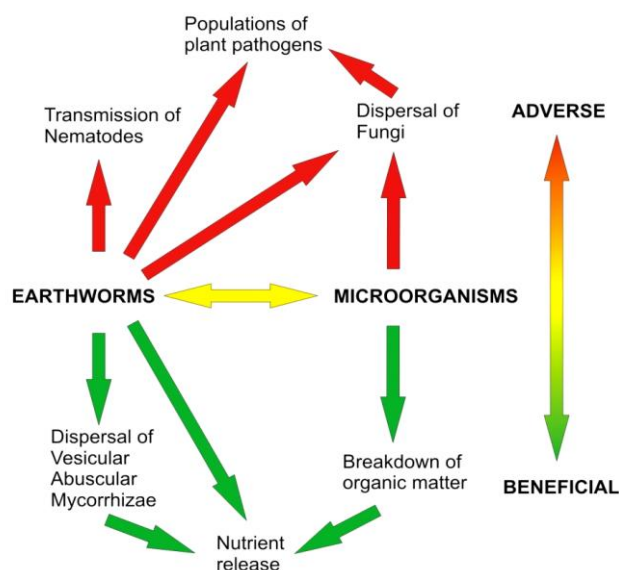 Populations of
plant pathogens
Transmission of
Nematodes
Dispersal of
Fungi
ADVERSE
EARTHWORMS
MICROORGANISMS
Dispersal of
Vesicular
Abuscular
Mycorrhizae
Breakdown of
organic matter
BENEFICIAL
Nutrient
release